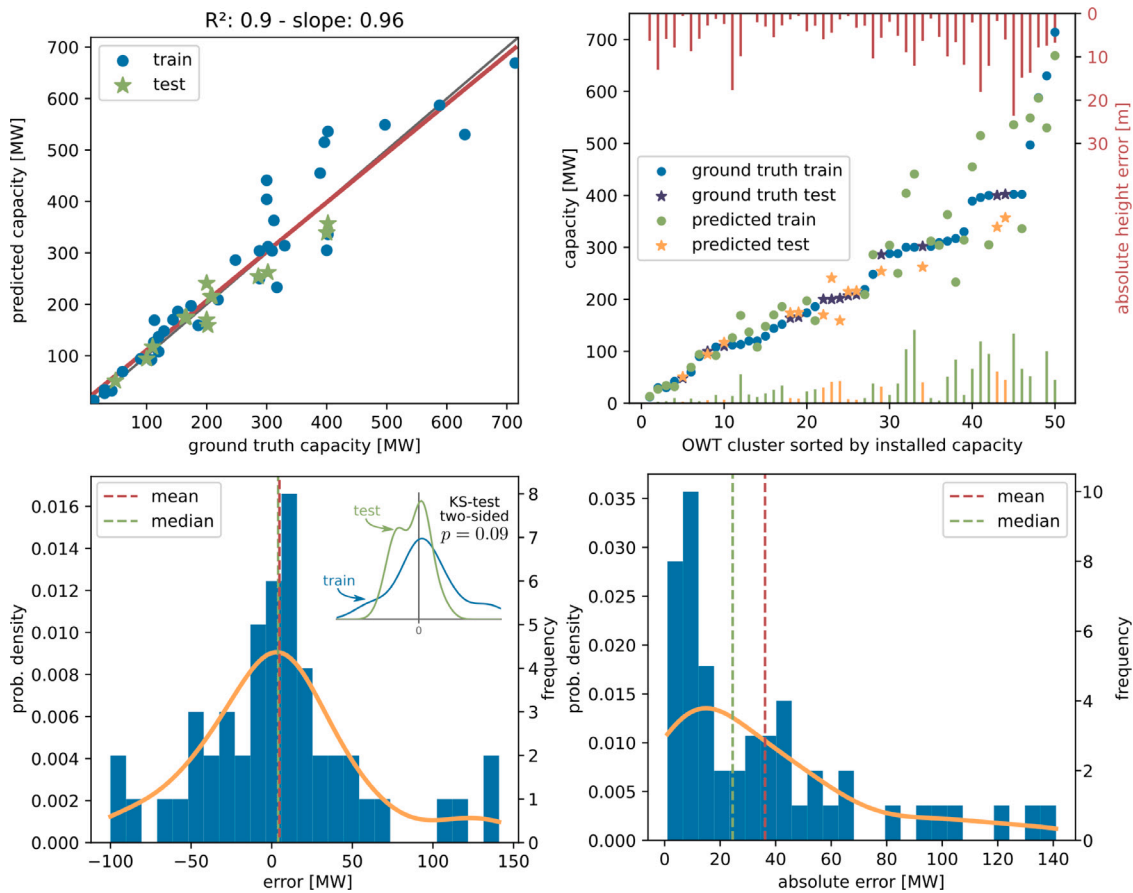 R²: 0.9 - slope: 0.96
700
600
500
400
300
200
100
predicted capacity [MW]
train
test
100 200 300 400 500 600 700
ground truth capacity [MW]
700
600
500
400
300
200
100
0
capacity [MW]
ground truth train
ground truth test
predicted train
predicted test
0
10
20
30
absolute height error [m]
0 10 20 30 40 50
OWT cluster sorted by installed capacity
0.016
0.014
0.012
0.010
0.008
0.006
0.004
0.002
0.000
prob. density
mean
median
test
train
KS-test
two-sided
p = 0.09
0
8
7
6
5
4
3
2
1
0
frequency
−100 −50 0 50 100 150
error [MW]
0.035
0.030
0.025
0.020
0.015
0.010
0.005
0.000
prob. density
mean
median
10
8
6
4
2
0
frequency
0 20 40 60 80 100 120 140
absolute error [MW]